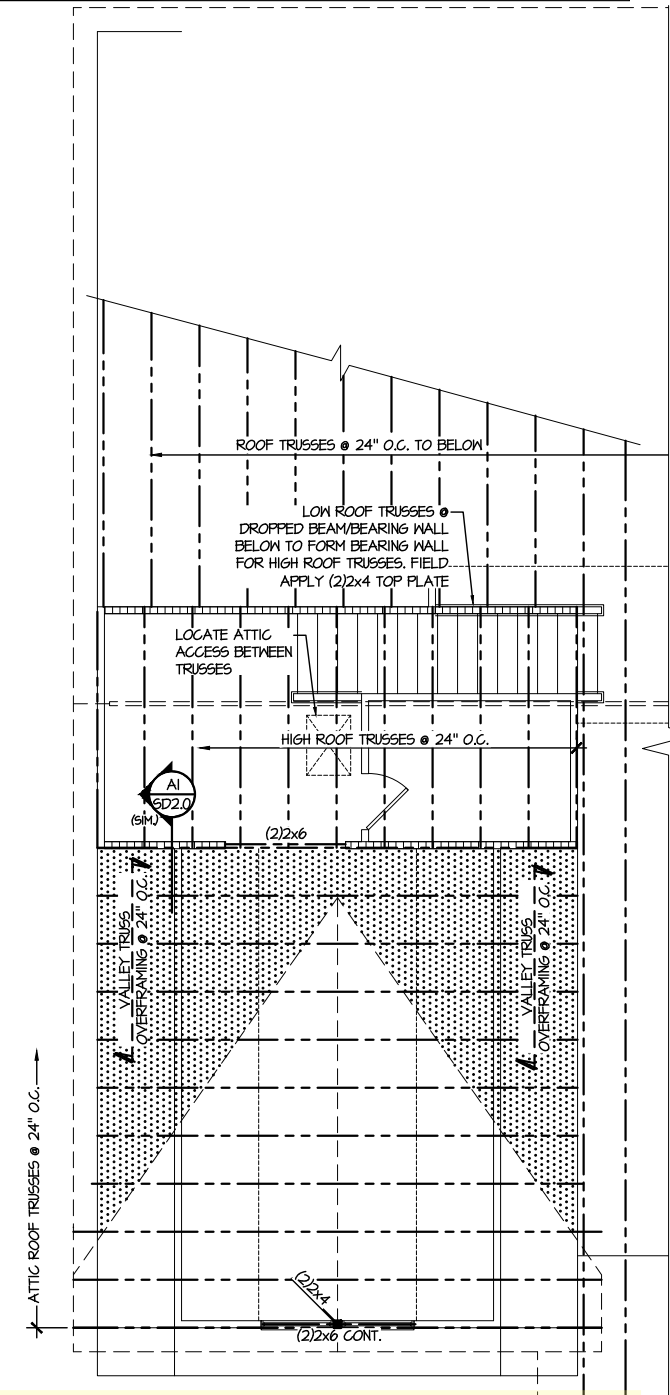 ROOF TRUSSES @ 24" O.C. TO BELOW
LOW ROOF TRUSSES @
DROPPED BEAM/BEARING WALL
BELOW TO FORM BEARING WALL
FOR HIGH ROOF TRUSSES. FIELD
APPLY (2)2x4 TOP PLATE
LOCATE ATTIC
ACCESS BETWEEN
TRUSSES
HIGH ROOF TRUSSES @ 24" O.C.
A1
SD2.0
(SIM.)
(2)2x6
VALLEY TRUSS
OVERFRAMING @ 24" O.C.
VALLEY TRUSS
OVERFRAMING @ 24" O.C.
ATTIC ROOF TRUSSES @ 24" O.C.
(2)2x4
(2)2x6 CONT.